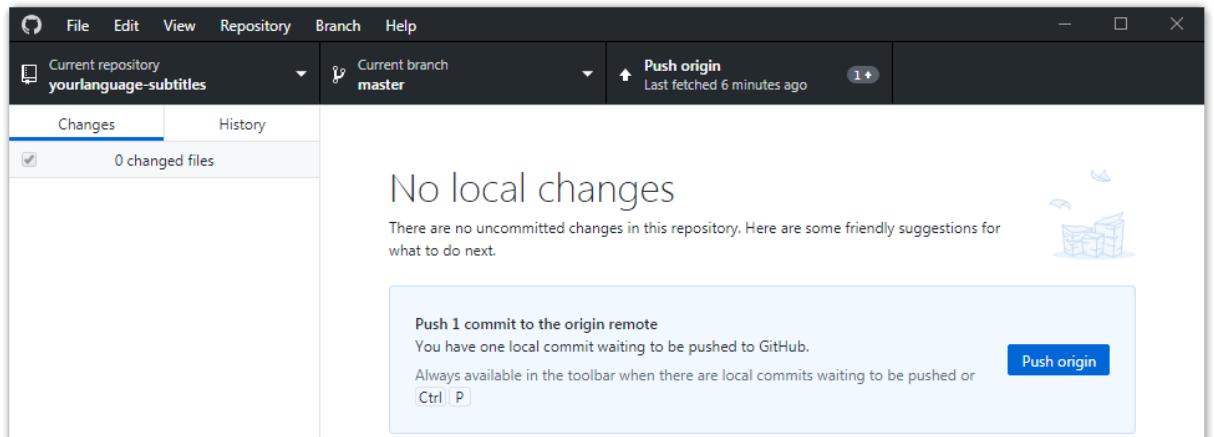 File Edit View Repository Branch Help
Current repository
yourlanguage-subtitles
Current branch
master
Push origin
Last fetched 6 minutes ago
1
Changes History
0 changed files
No local changes
There are no uncommitted changes in this repository. Here are some friendly suggestions for
what to do next.
Push 1 commit to the origin remote
You have one local commit waiting to be pushed to GitHub.
Always available in the toolbar when there are local commits waiting to be pushed or
Ctrl P
Push origin